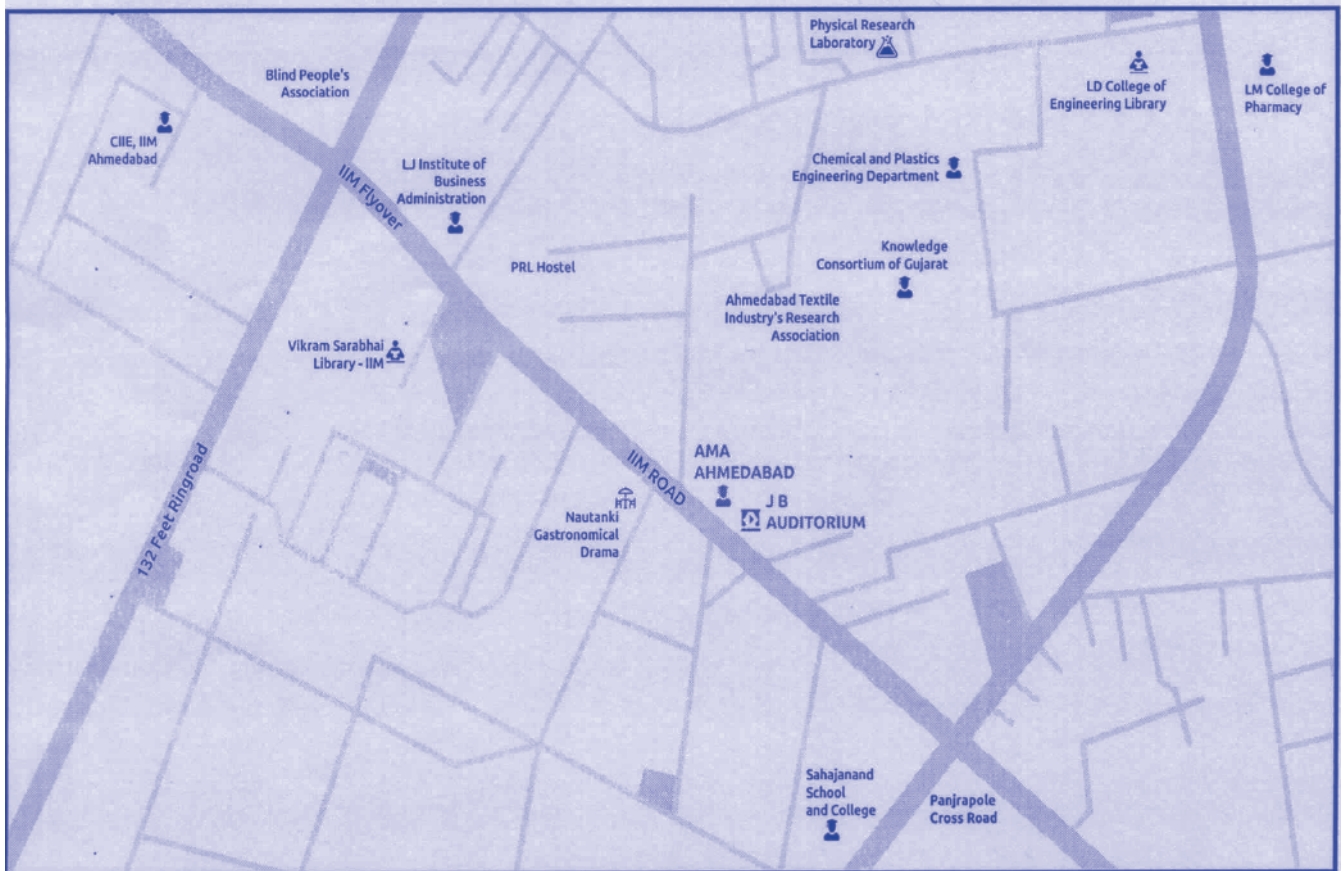 Physical Research
Laboratory
Blind People's
Association
LD College of
Engineering Library
LM College of
Pharmacy
CIIE, IIM
Ahmedabad
LJ Institute of
Business
Administration
Chemical and Plastics
Engineering Department
IIM Flyover
Knowledge
Consortium of Gujarat
PRL Hostel
Ahmedabad Textile
Industry's Research
Association
Vikram Sarabhai
Library - IIM
132 Feet Ringroad
IIM ROAD
AMA
AHMEDABAD
J B
AUDITORIUM
Nautanki
Gastronomical
Drama
Sahajanand
School
and College
Panjrapole
Cross Road